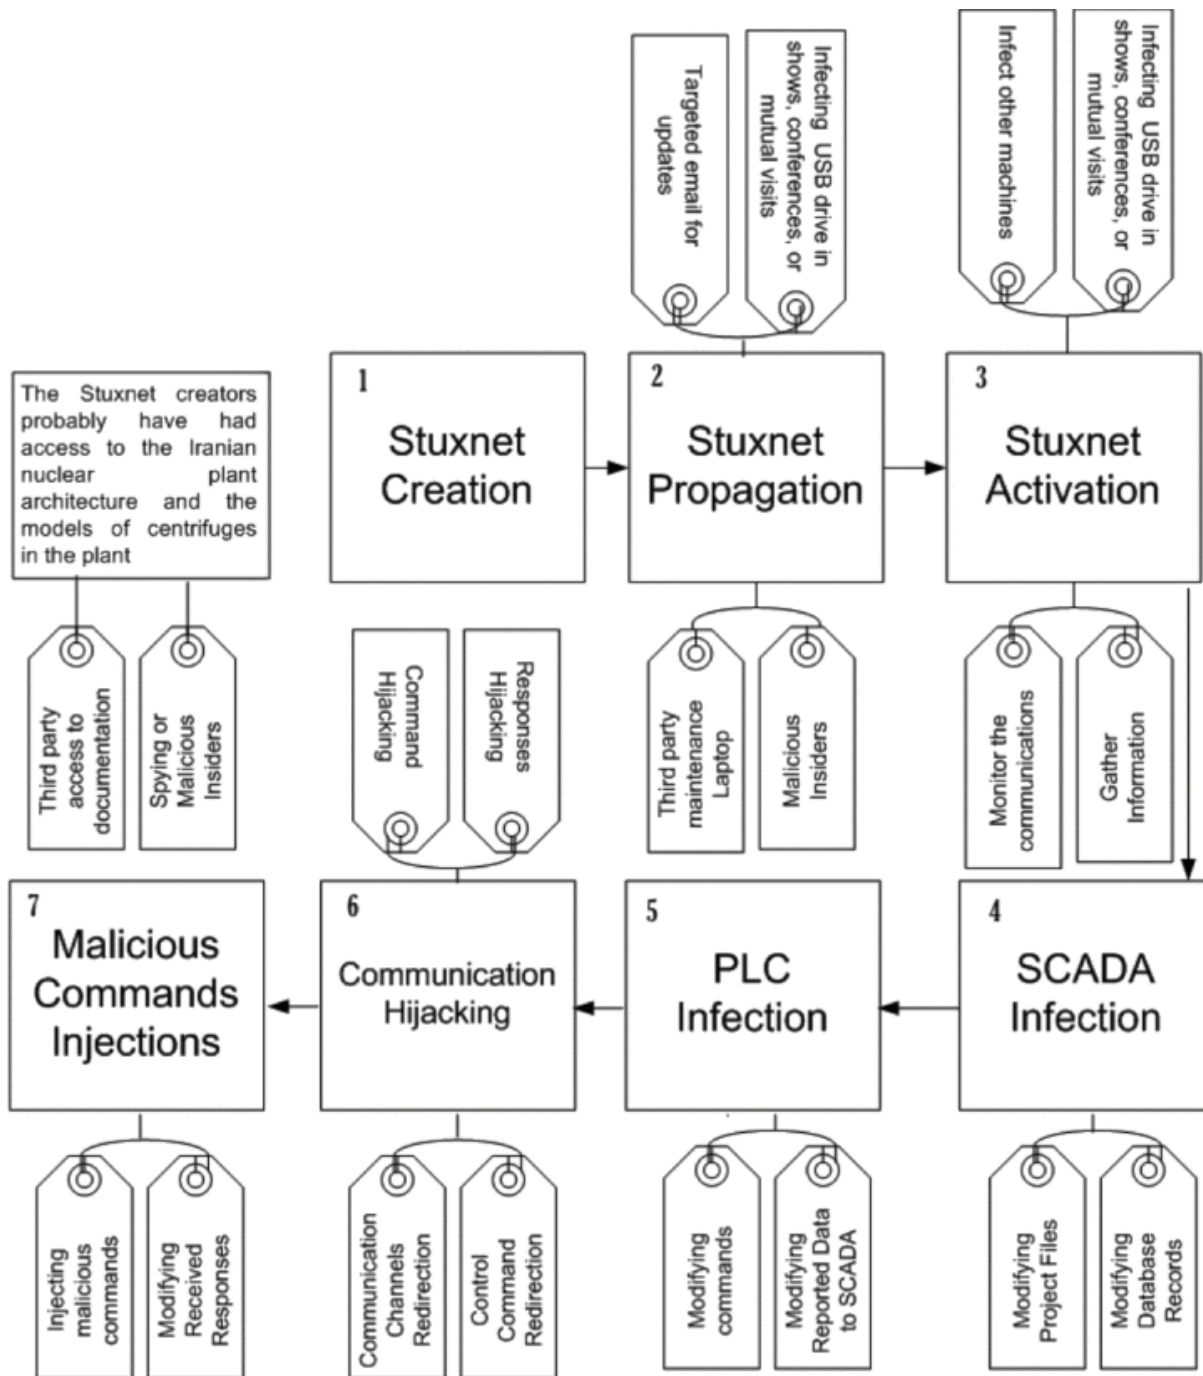 Targeted email for
updates
Infecting USB drive in
shows, conferences, or
mutual visits
Infect other machines
Infecting USB drive in
shows, conferences, or
mutual visits
The Stuxnet creators
probably have had
access to the Iranian
nuclear plant
architecture and the
models of centrifuges
in the plant
1
Stuxnet
Creation
2
Stuxnet
Propagation
3
Stuxnet
Activation
Third party
access to
documentation
Spying or
Malicious
Insiders
Command
Hijacking
Responses
Hijacking
Third party
maintenance
Laptop
Malicious
Insiders
Monitor the
communications
Gather
Information
7
Malicious
Commands
Injections
6
Communication
Hijacking
5
PLC
Infection
4
SCADA
Infection
Injecting
malicious
commands
Modifying
Received
Responses
Communication
Channels
Redirection
Control
Command
Redirection
Modifying
commands
Modifying
Reported Data
to SCADA
Modifying
Project Files
Modifying
Database
Records